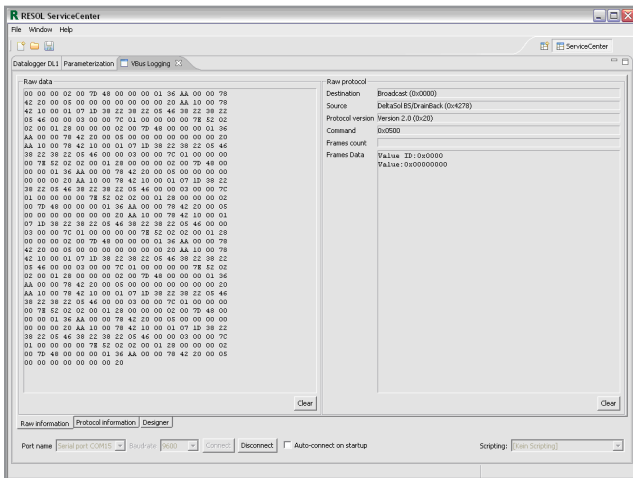 RESOL ServiceCenter
File Window Help
ServiceCenter
Datalogger DL1 Parameterization VBus Logging
Raw data
00 00 00 02 00 7D 48 00 00 00 01 36 AA 00 00 78
42 20 00 05 00 00 00 00 00 00 20 AA 10 00 78
42 10 00 01 07 1D 38 22 38 22 05 46 38 22 38 22
05 46 00 00 03 00 00 7C 01 00 00 00 00 7E 52 02
02 00 01 28 00 00 00 02 00 7D 48 00 00 00 01 36
AA 00 00 78 42 20 00 05 00 00 00 00 00 00 00 20
AA 10 00 78 42 10 00 01 07 1D 38 22 38 22 05 46
38 22 38 22 05 46 00 00 03 00 00 7C 01 00 00 00
00 7E 52 02 02 00 01 28 00 00 00 02 00 7D 48 00
00 00 01 36 AA 00 00 78 42 20 00 05 00 00 00 00
00 00 00 20 AA 10 00 78 42 10 00 01 07 1D 38 22
38 22 05 46 38 22 38 22 05 46 00 00 03 00 00 7C
01 00 00 00 00 7E 52 02 02 00 01 28 00 00 00 02
00 7D 48 00 00 00 01 36 AA 00 00 78 42 20 00 05
00 00 00 00 00 00 00 20 AA 10 00 78 42 10 00 01
07 1D 38 22 38 22 05 46 38 22 38 22 05 46 00 00
03 00 00 7C 01 00 00 00 00 7E 52 02 02 00 01 28
00 00 00 02 00 7D 48 00 00 00 01 36 AA 00 00 78
42 20 00 05 00 00 00 00 00 00 00 20 AA 10 00 78
42 10 00 01 07 1D 38 22 38 22 05 46 38 22 38 22
05 46 00 00 03 00 00 7C 01 00 00 00 00 7E 52 02
02 00 01 28 00 00 00 02 00 7D 48 00 00 00 01 36
AA 00 00 78 42 20 00 05 00 00 00 00 00 00 00 20
AA 10 00 78 42 10 00 01 07 1D 38 22 38 22 05 46
38 22 38 22 05 46 00 00 03 00 00 7C 01 00 00 00
00 7E 52 02 02 00 01 28 00 00 00 02 00 7D 48 00
00 00 01 36 AA 00 00 78 42 20 00 05 00 00 00 00
00 00 00 20 AA 10 00 78 42 10 00 01 07 1D 38 22
38 22 05 46 38 22 38 22 05 46 00 00 03 00 00 7C
01 00 00 00 00 7E 52 02 02 00 01 28 00 00 00 02
00 7D 48 00 00 00 01 36 AA 00 00 78 42 20 00 05
00 00 00 00 00 00 00 20
Clear
Raw protocol
Destination Broadcast (0x0000)
Source DeltaSol BS/DrainBack (0x4278)
Protocol version Version 2.0 (0x20)
Command 0x0500
Frames count
Frames Data Value ID:0x0000
Value:0x00000000
Clear
Raw information Protocol information Designer
Port name Serial port COM15 Baudrate 9600 Connect Disconnect Auto-connect on startup Scripting: [Kein Scripting]